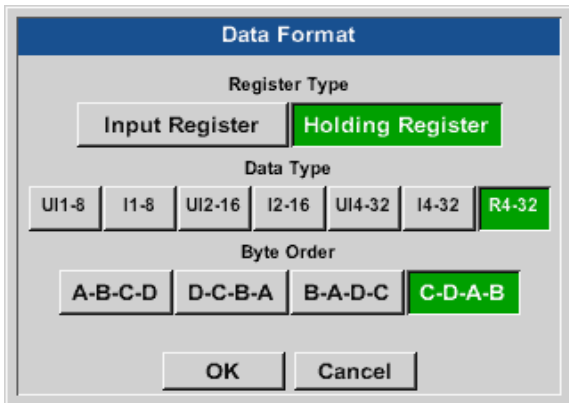 Data Format
Register Type
Input Register Holding Register
Data Type
UI1-8 I1-8 UI2-16 I2-16 UI4-32 I4-32 R4-32
Byte Order
A-B-C-D D-C-B-A B-A-D-C C-D-A-B
OK Cancel